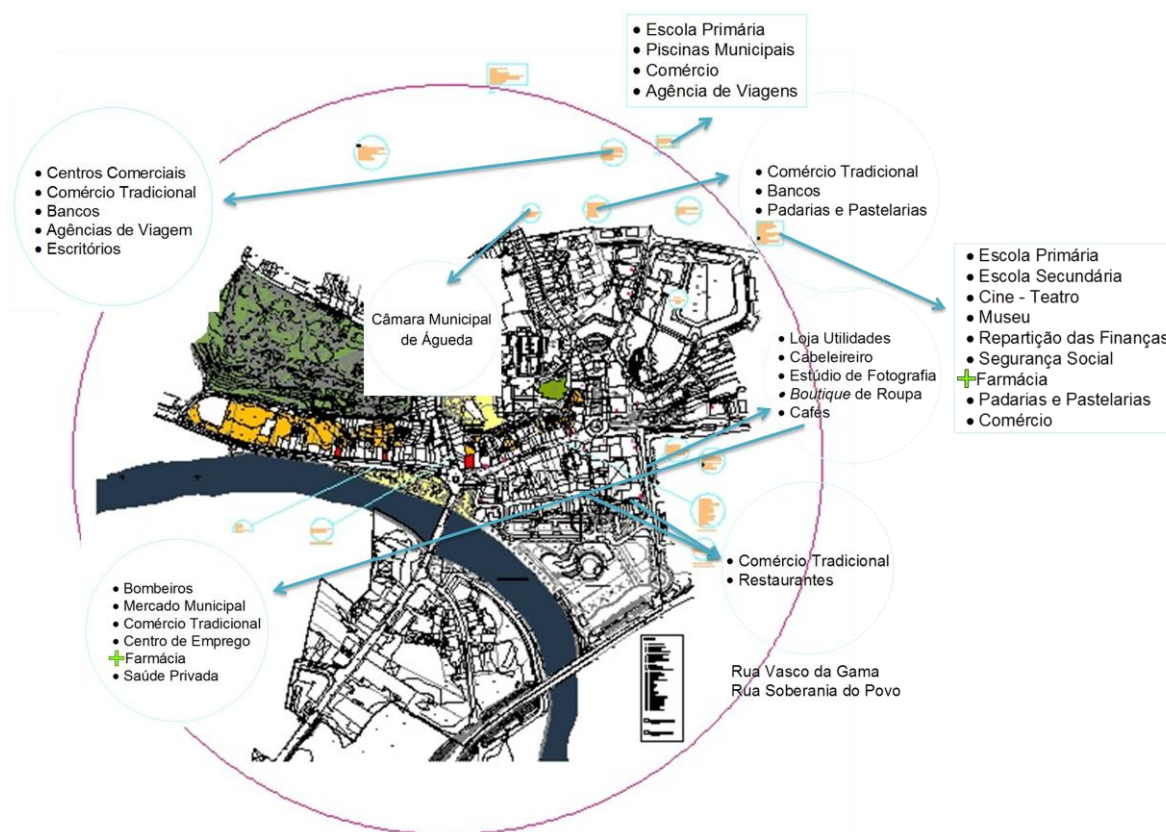 • Escola Primária
• Piscinas Municipais
• Comércio
• Agência de Viagens
• Centros Comerciais
• Comércio Tradicional
• Bancos
• Agências de Viagem
• Escritórios
• Comércio Tradicional
• Bancos
• Padarias e Pastelarias
Câmara Municipal
de Águeda
• Escola Primária
• Escola Secundária
• Cine - Teatro
• Museu
• Repartição das Finanças
• Segurança Social
Farmácia
• Padarias e Pastelarias
• Comércio
• Loja Utilidades
• Cabeleireiro
• Estúdio de Fotografia
• Boutique de Roupa
• Cafés
• Comércio Tradicional
• Restaurantes
• Bombeiros
• Mercado Municipal
• Comércio Tradicional
• Centro de Emprego
Farmácia
• Saúde Privada
Rua Vasco da Gama
Rua Soberania do Povo